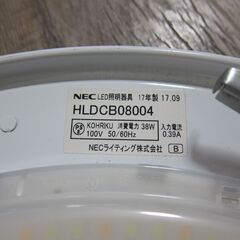 NEC LED照明器具 17年製 17.09
HLDCB08004
KOHRIKU 消費電力 38W 入力電流
100V 50/60Hz 0.39A
NECライティング株式会社 B